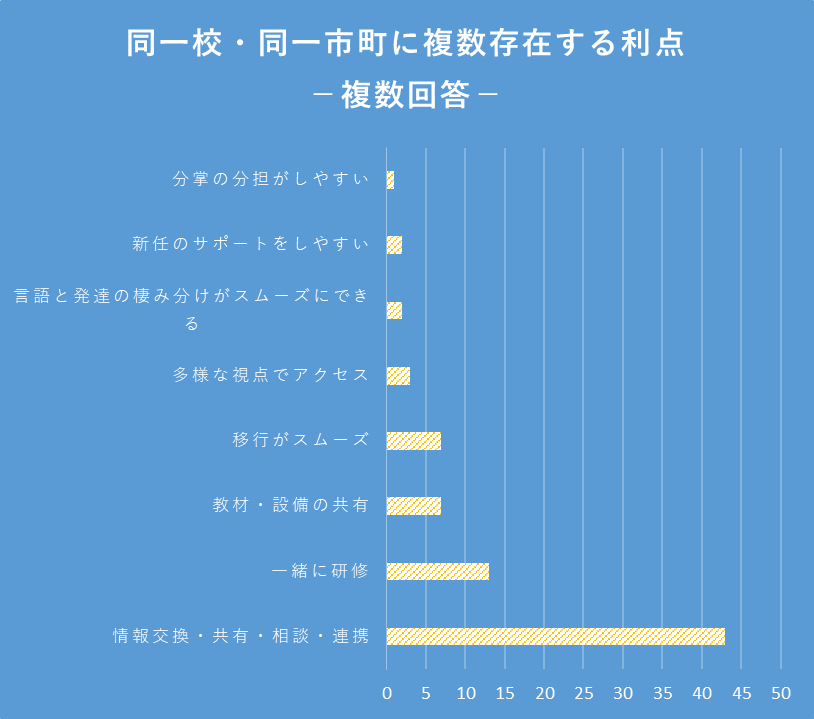 同一校・同一市町に複数存在する利点
－複数回答－
分掌の分担がしやすい
新任のサポートをしやすい
言語と発達の棲み分けがスムーズにでき
る
多様な視点でアクセス
移行がスムーズ
教材・設備の共有
一緒に研修
情報交換・共有・相談・連携
0 5 10 15 20 25 30 35 40 45 50